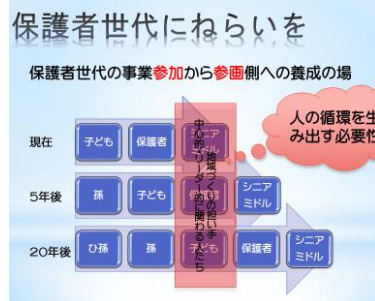 保護者世代にねらいを
保護者世代の事業参加から参画側への養成の場
人の循環を生
み出す必要性
現在
子ども
保護者
シニア
ミドル
5年後
孫
子ども
保護者
シニア
ミドル
20年後
ひ孫
孫
子ども
保護者
シニア
ミドル
地域づくりの担い手
中心的リーダー的に関わる人たち